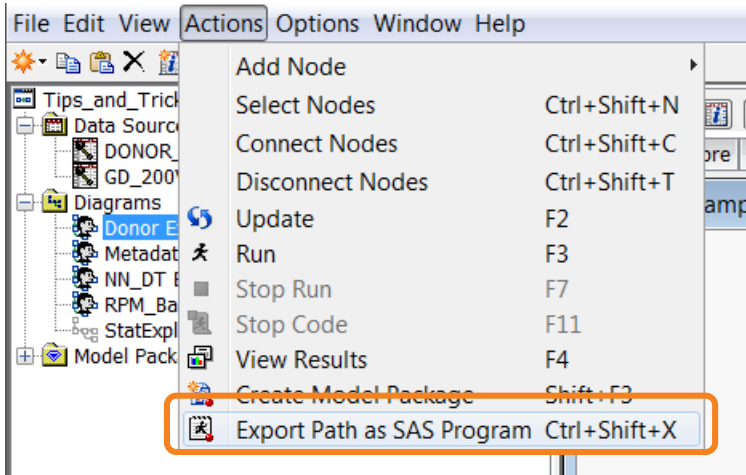 File Edit View Actions Options Window Help
Add Node
Tips_and_Trick
Select Nodes Ctrl+Shift+N
Data Sourc
Connect Nodes Ctrl+Shift+C
DONOR_
ore
Disconnect Nodes Ctrl+Shift+T
GD_200
Diagrams
Update F2
amp
Donor E
Metadat
Run F3
NN_DT
Stop Run F7
RPM_Ba
Stop Code F11
StatExpl
Model Pack
View Results F4
Create Model Package Shift+F3
Export Path as SAS Program Ctrl+Shift+X